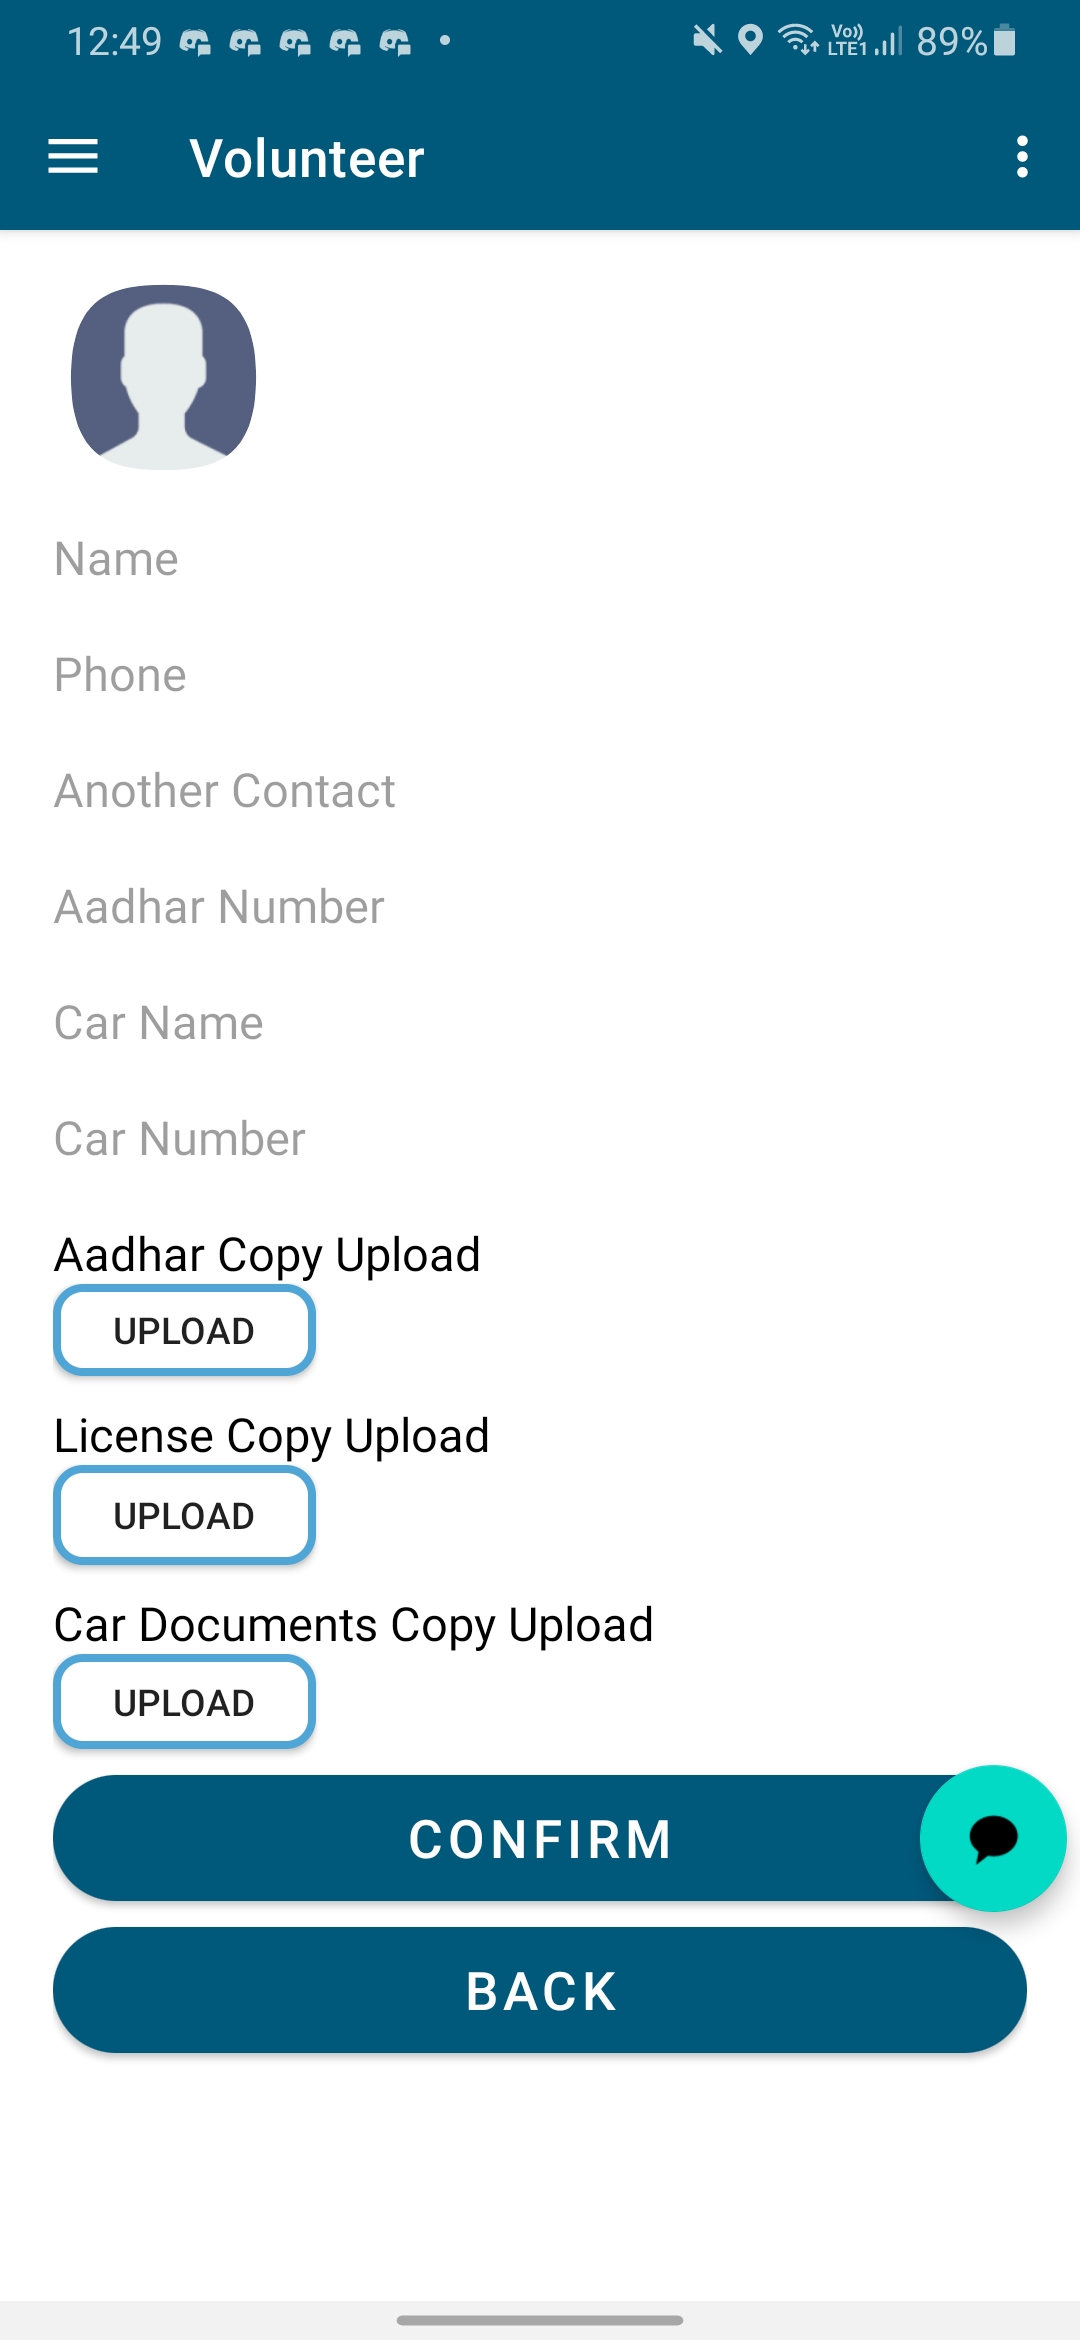 12:49 Vo)) LTE1 89%
Volunteer
Name
Phone
Another Contact
Aadhar Number
Car Name
Car Number
Aadhar Copy Upload
UPLOAD
License Copy Upload
UPLOAD
Car Documents Copy Upload
UPLOAD
CONFIRM
BACK